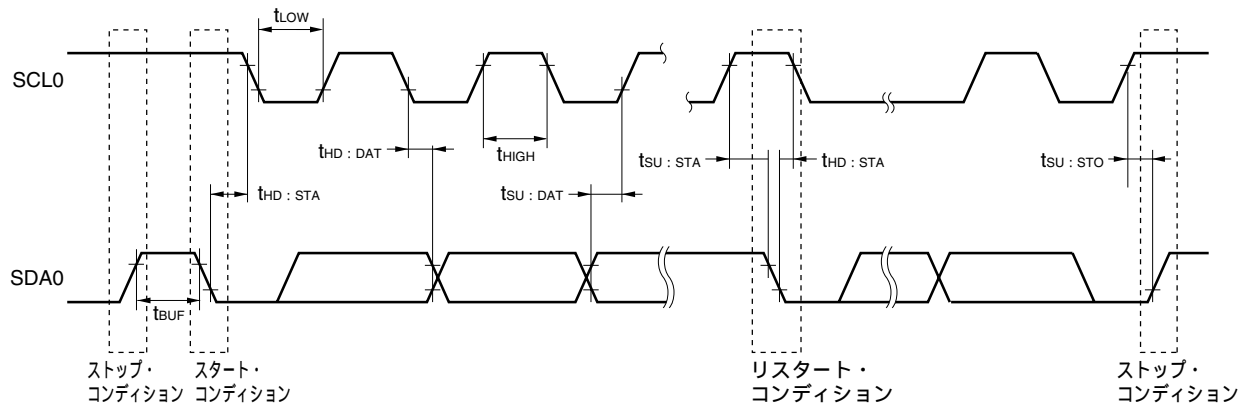 tLOW
SCL0
tHD : DAT
tHIGH
tSU : STA
tHD : STA
tSU : STO
tHD : STA
tSU : DAT
SDA0
tBUF
ストップ・
コンディション
スタート・
コンディション
リスタート・
コンディション
ストップ・
コンディション